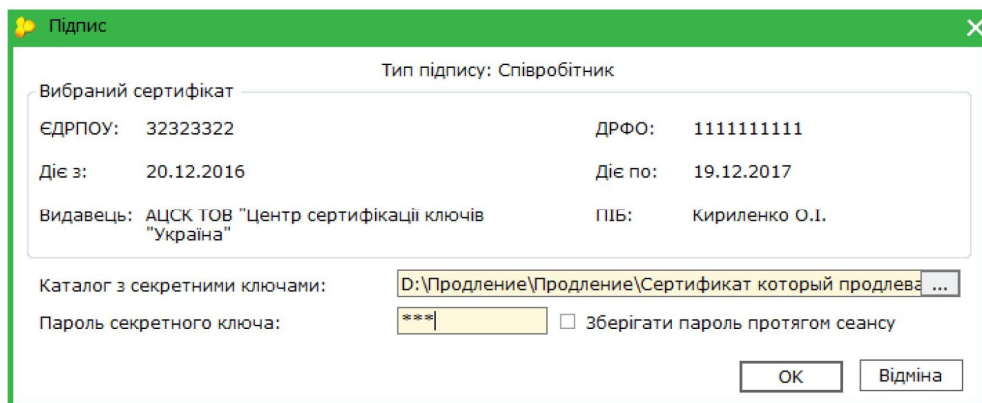 Підпис
Тип підпису: Співробітник
Вибраний сертифікат
ЄДРПОУ: 32323322 ДРФО: 1111111111
Діє з: 20.12.2016 Діє по: 19.12.2017
Видавець: АЦСК ТОВ "Центр сертифікації ключів ПІБ: Кириленко О.І.
"Україна"
Каталог з секретними ключами: D:\Продление\Продление\Сертификат который продлева ...
Пароль секретного ключа: *** Зберігати пароль протягом сеансу
OK Відміна